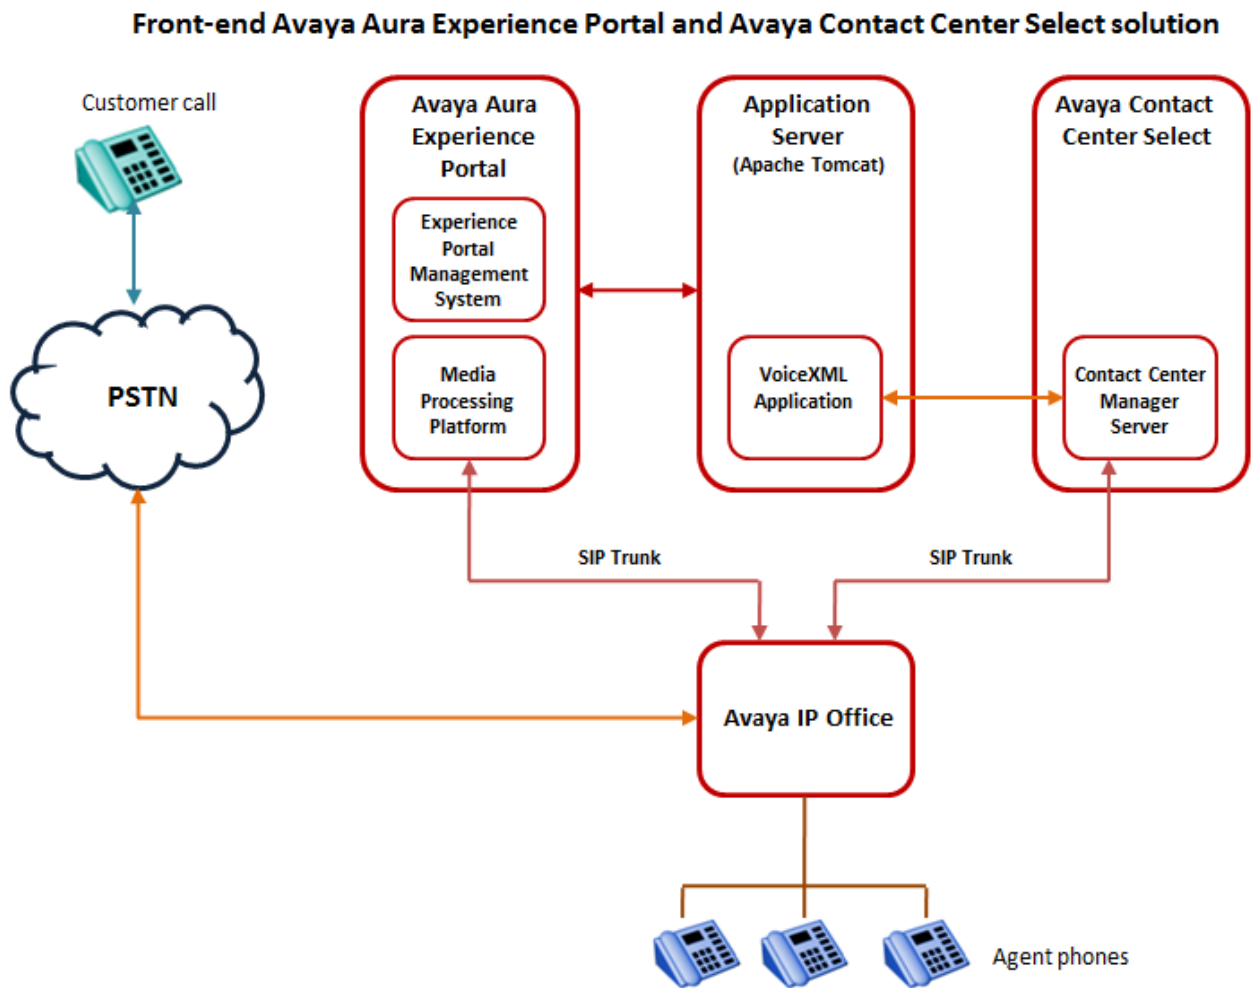 Front-end Avaya Aura Experience Portal and Avaya Contact Center Select solution
Customer call
PSTN
Avaya Aura
Experience
Portal
Experience
Portal
Management
System
Media
Processing
Platform
Application
Server
(Apache Tomcat)
VoiceXML
Application
Avaya Contact
Center Select
Contact Center
Manager
Server
SIP Trunk
SIP Trunk
Avaya IP Office
Agent phones